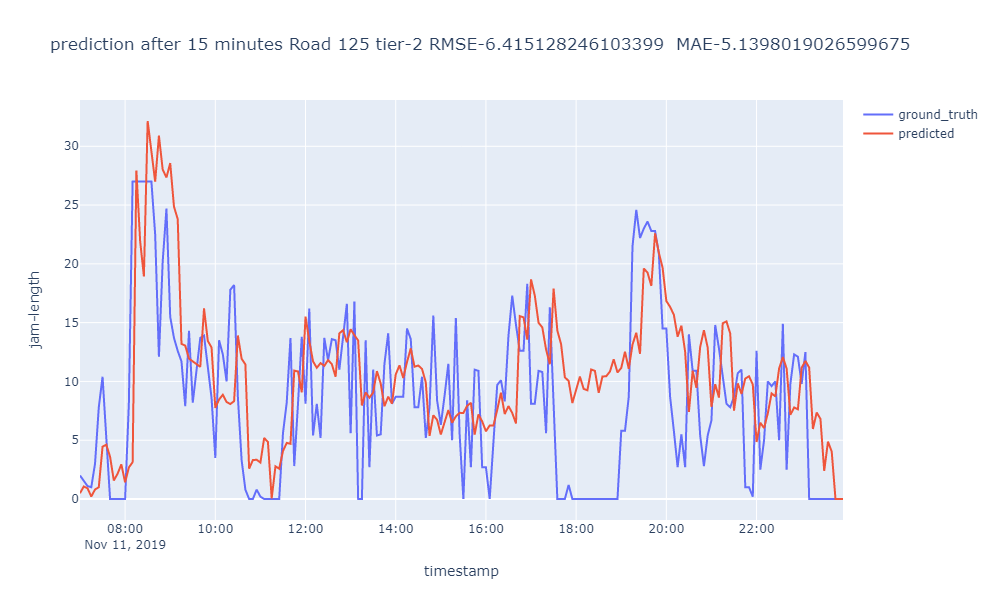 prediction after 15 minutes Road 125 tier-2 RMSE-6.415128246103399  MAE-5.1398019026599675
ground_truth
predicted
jam-length
30
25
20
15
10
5
0
08:00 10:00 12:00 14:00 16:00 18:00 20:00 22:00
Nov 11, 2019
timestamp